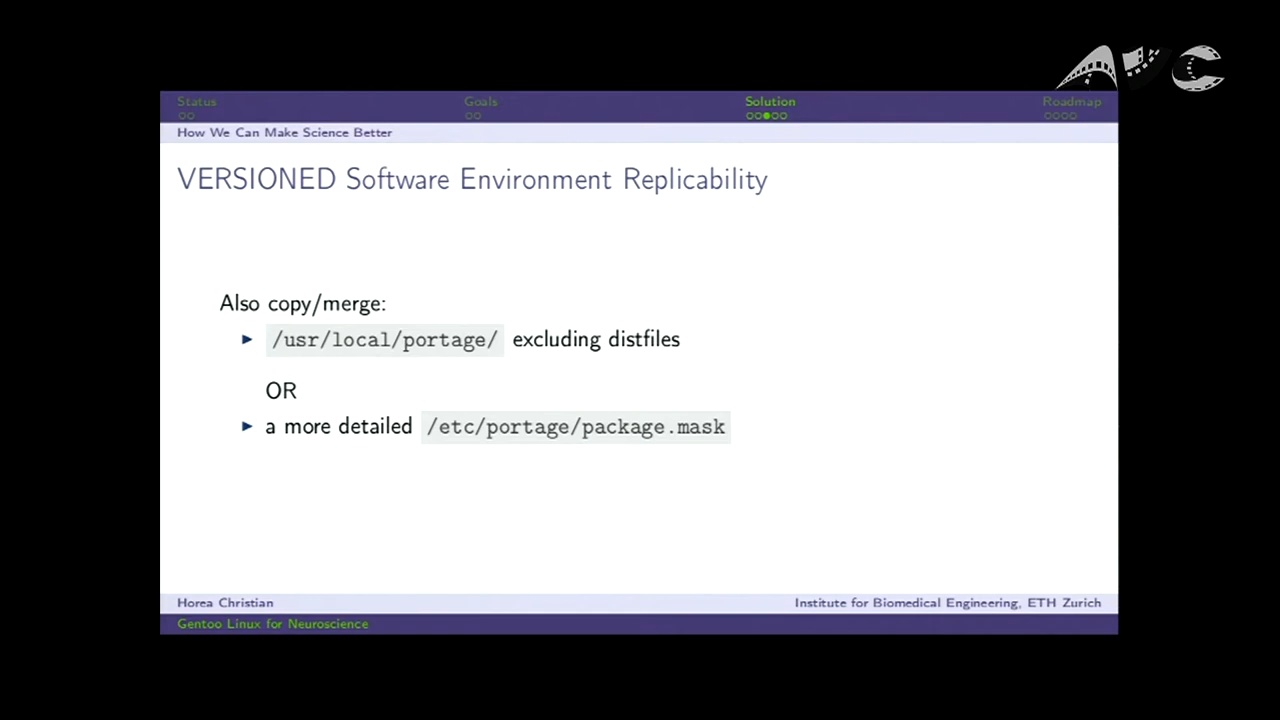 AVC
Status Goals Solution Roadmap
How We Can Make Science Better
VERSIONED Software Environment Replicability
Also copy/merge:
/usr/local/portage/ excluding distfiles
OR
a more detailed /etc/portage/package.mask
Horea Christian Institute for Biomedical Engineering, ETH Zurich
Gentoo Linux for Neuroscience